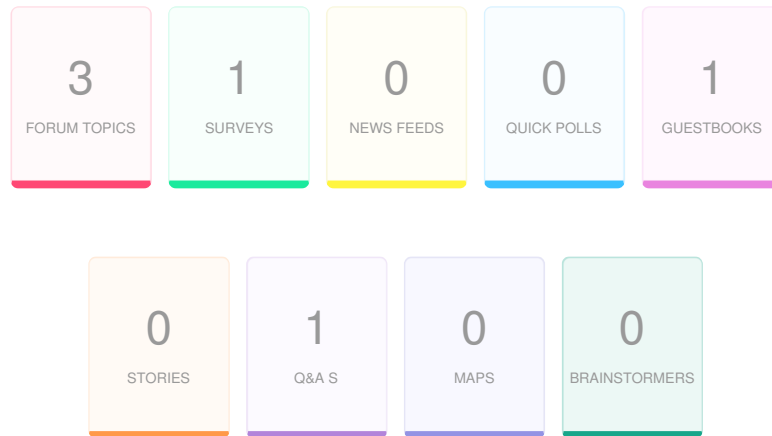 3
FORUM TOPICS
1
SURVEYS
0
NEWS FEEDS
0
QUICK POLLS
1
GUESTBOOKS
0
STORIES
1
Q&A S
0
MAPS
0
BRAINSTORMERS